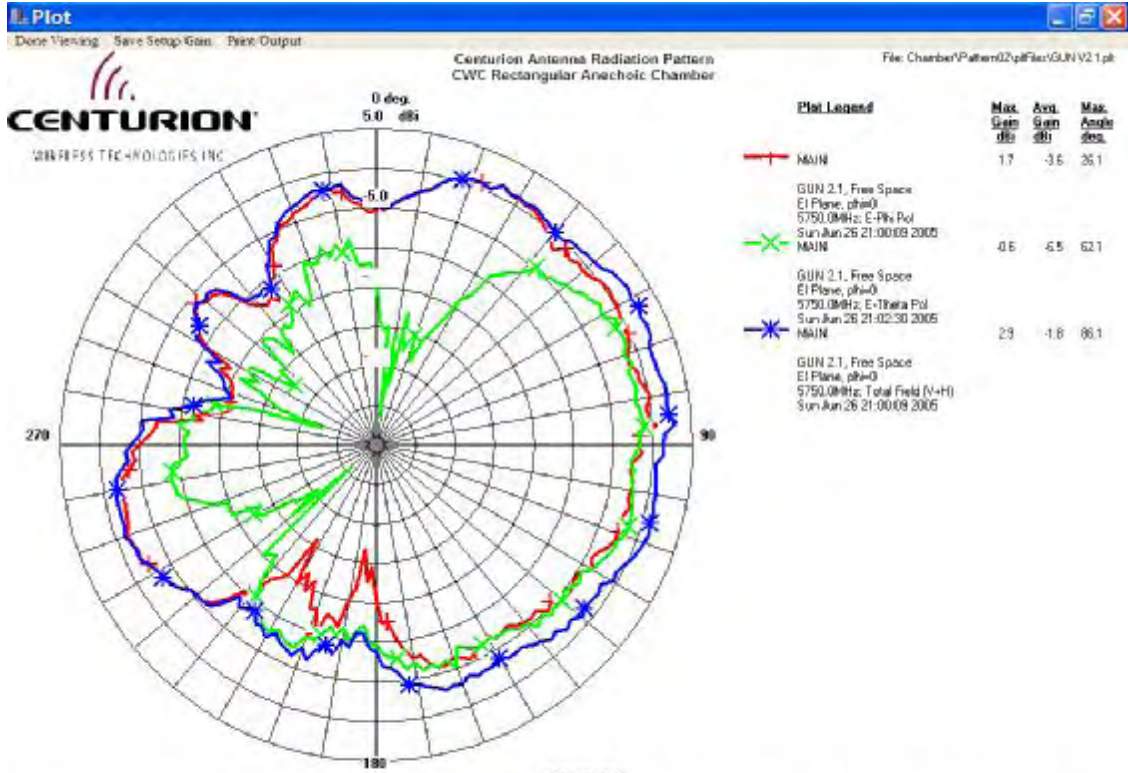 Plot
Done Viewing Save Setup/Gain Print Output
Centurion Antenna Radiation Pattern
CWC Rectangular Anechoic Chamber
File: Chamber\Pattern02\pltFiles\GUN V2 1.plt
CENTURION
WIRELESS TECHNOLOGIES INC
0 deg.
5.0 dBi
-5.0
270
90
180
Plot Legend Max. Gain dBi Avg. Gain dBi Max. Angle deg.
MAIN 1.7 -3.6 26.1
GUN 2.1, Free Space
El Plane, phi=0
5750.0MHz; E-Phi Pol
Sun Jun 26 21:00:09 2005
MAIN -0.6 -6.5 62.1
GUN 2.1, Free Space
El Plane, phi=0
5750.0MHz; E-Theta Pol
Sun Jun 26 21:02:30 2005
MAIN 2.9 -1.8 86.1
GUN 2.1, Free Space
El Plane, phi=0
5750.0MHz; Total Field (V+H)
Sun Jun 26 21:00:09 2005